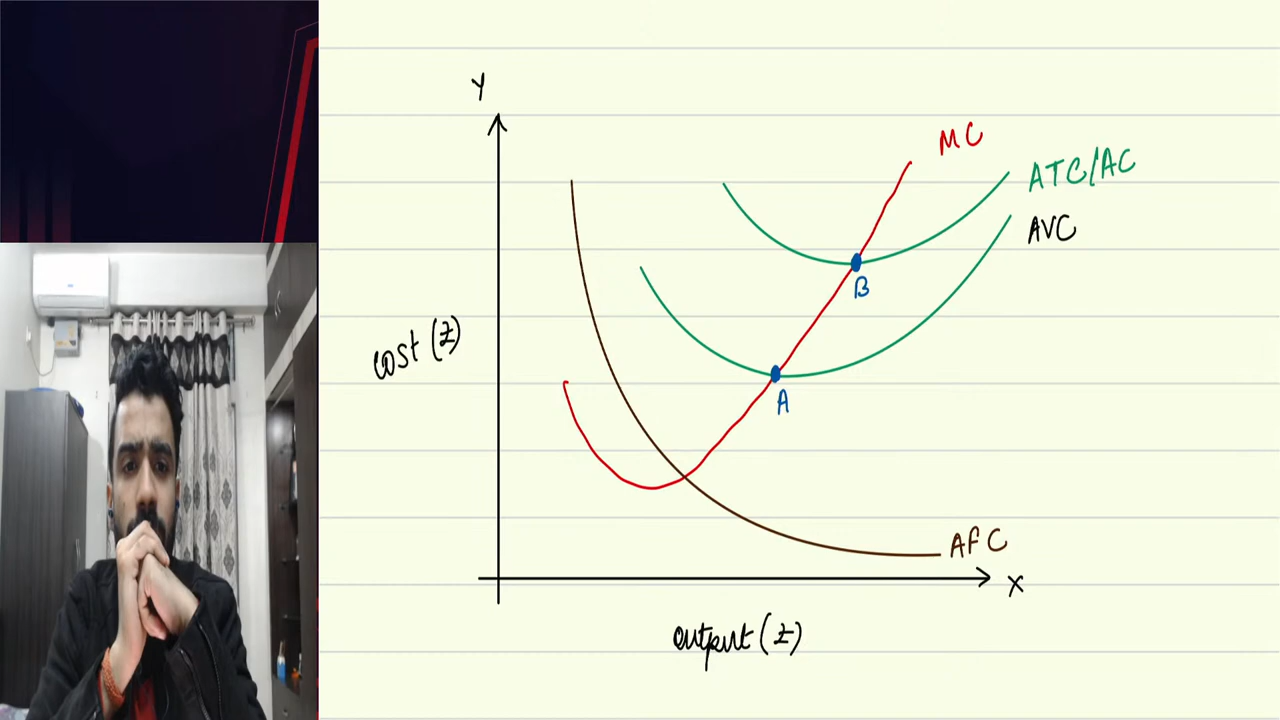 Y
MC
ATC/AC
AVC
B
cost (Z)
A
AFC
X
output (Z)